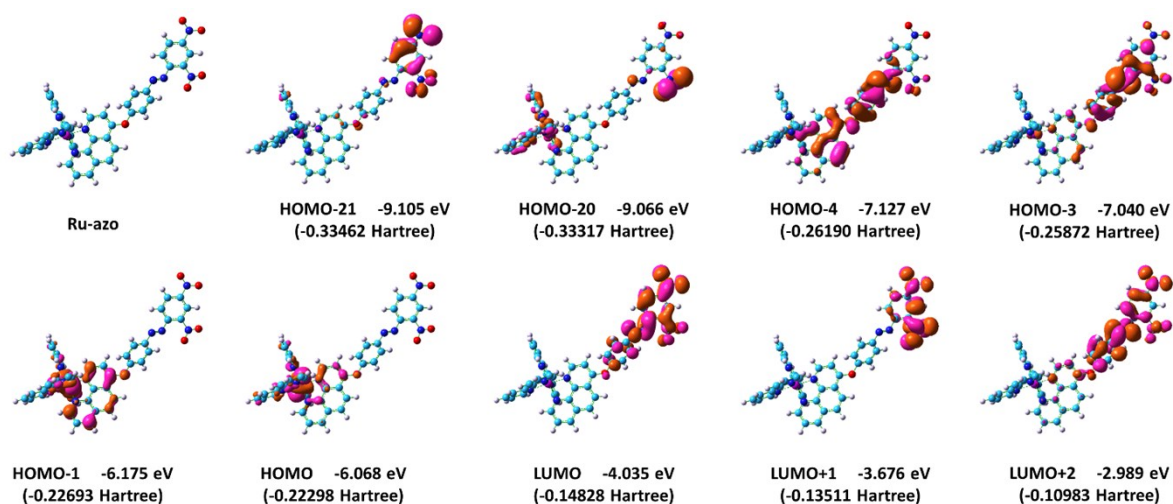 Ru-azo
HOMO-21 -9.105 eV
(-0.33462 Hartree)
HOMO-20 -9.066 eV
(-0.33317 Hartree)
HOMO-4 -7.127 eV
(-0.26190 Hartree)
HOMO-3 -7.040 eV
(-0.25872 Hartree)
HOMO-1 -6.175 eV
(-0.22693 Hartree)
HOMO -6.068 eV
(-0.22298 Hartree)
LUMO -4.035 eV
(-0.14828 Hartree)
LUMO+1 -3.676 eV
(-0.13511 Hartree)
LUMO+2 -2.989 eV
(-0.10983 Hartree)